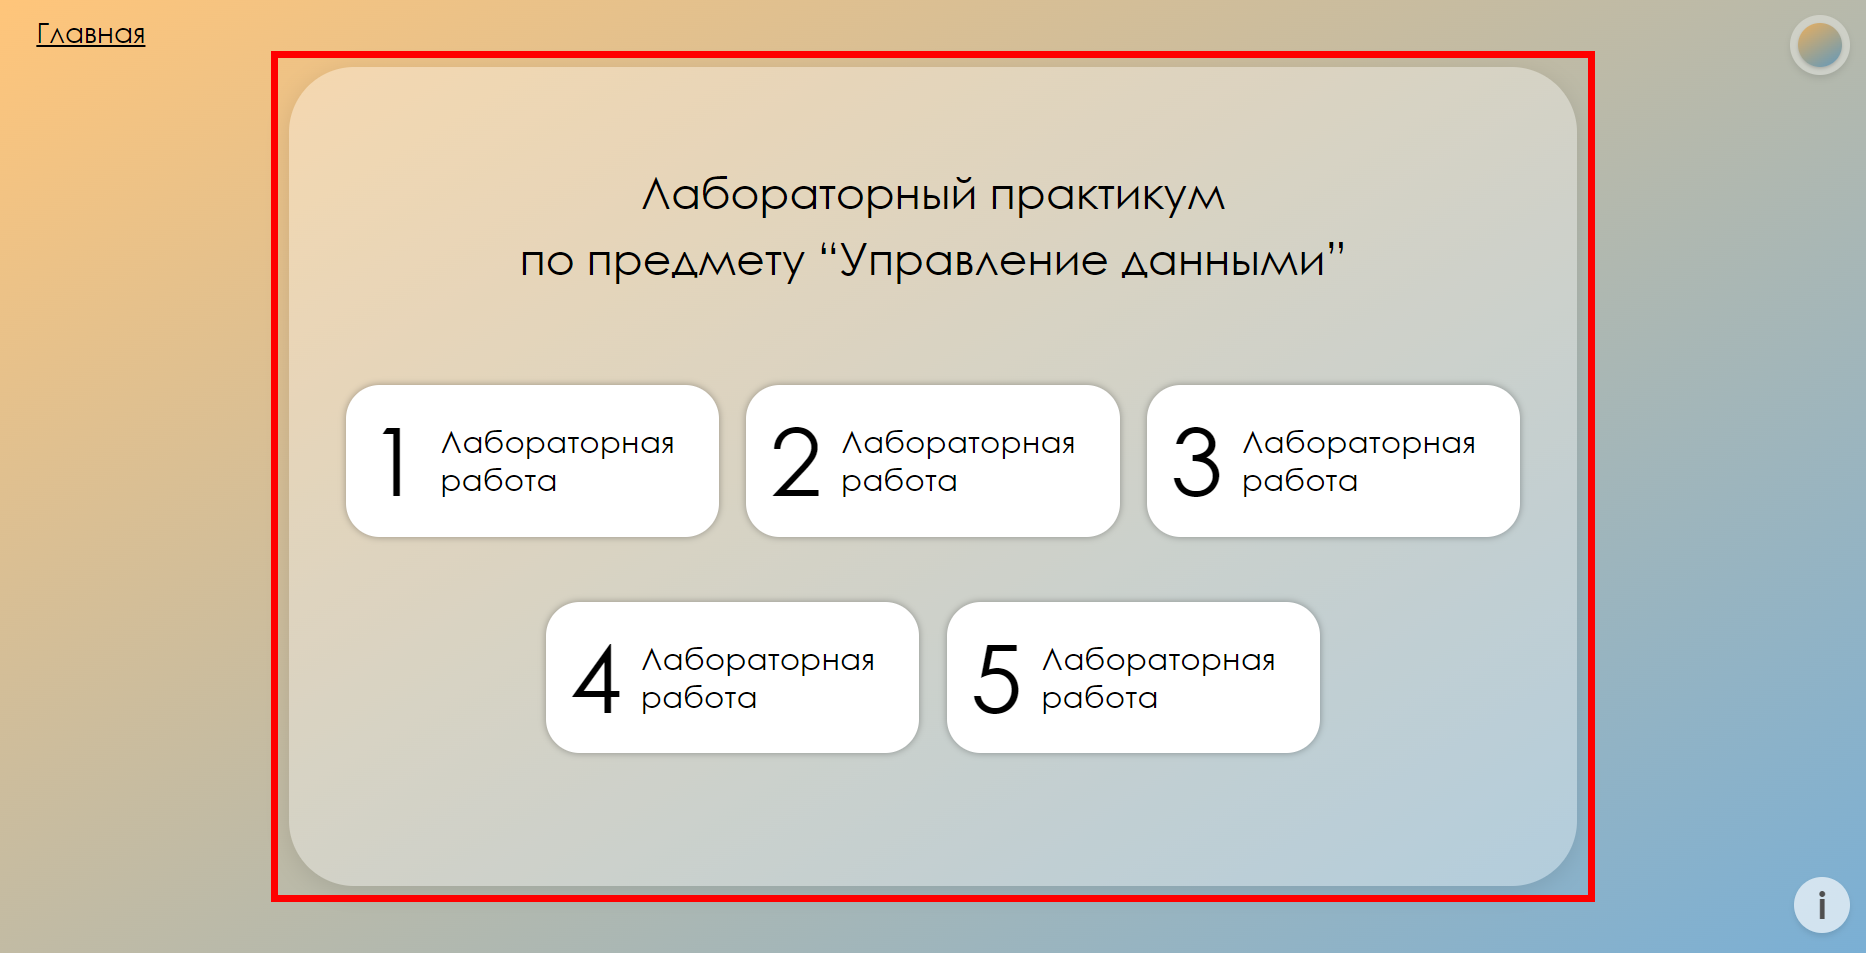 Главная
Лабораторный практикум
по предмету “Управление данными”
1 Лабораторная
работа
2 Лабораторная
работа
3 Лабораторная
работа
4 Лабораторная
работа
5 Лабораторная
работа
i